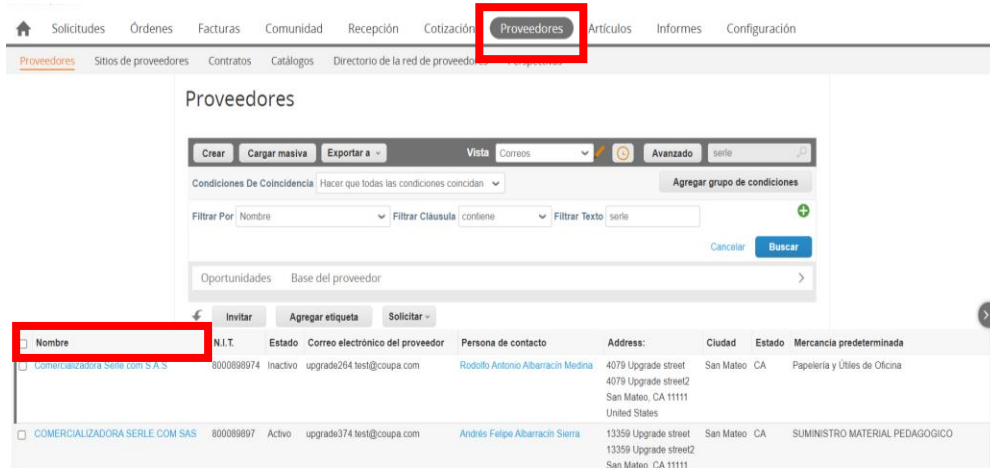 Solicitudes Órdenes Facturas Comunidad Recepción Cotización Proveedores Artículos Informes Configuración
Proveedores Sitios de proveedores Contratos Catálogos Directorio de la red de proveedores
Proveedores
Crear Cargar masiva Exportar a Vista Correos Avanzado serle
Condiciones De Coincidencia Hacer que todas las condiciones coincidan Agregar grupo de condiciones
Filtrar Por Nombre Filtrar Cláusula contiene Filtrar Texto serle
Cancelar Buscar
Oportunidades Base del proveedor
Invitar Agregar etiqueta Solicitar
Nombre N.I.T. Estado Correo electrónico del proveedor Persona de contacto Address: Ciudad Estado Mercancía predeterminada
Comercializadora Serle com S.A.S 8000898974 Inactivo upgrade264.test@coupa.com Rodolfo Antonio Albarracín Medina 4079 Upgrade street San Mateo CA Papelería y Útiles de Oficina
4079 Upgrade street2
San Mateo, CA 11111
United States
COMERCIALIZADORA SERLE COM SAS 800089897 Activo upgrade374.test@coupa.com Andrés Felipe Albarracín Sierra 13359 Upgrade street San Mateo CA SUMINISTRO MATERIAL PEDAGOGICO
13359 Upgrade street2
San Mateo, CA 11111